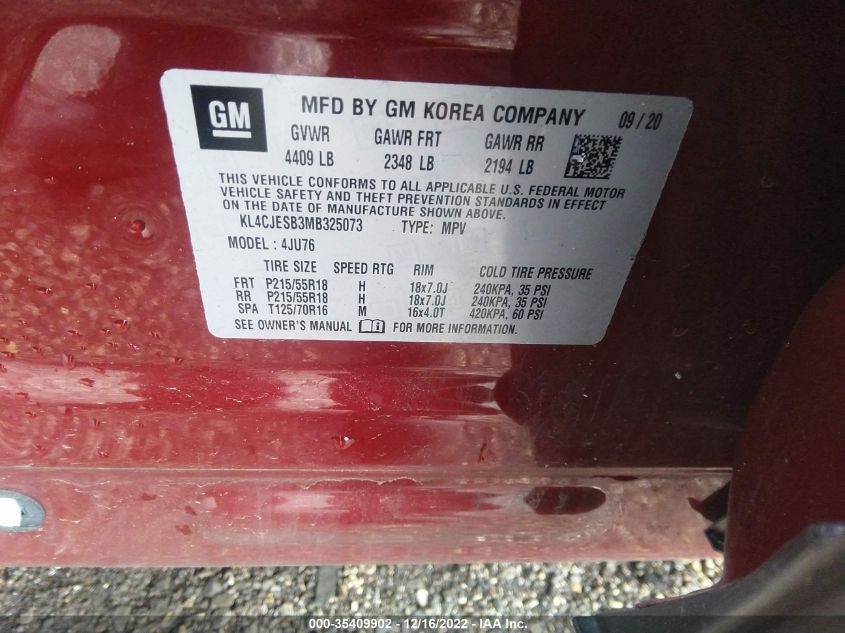 GM
MFD BY GM KOREA COMPANY 09/20
GVWR GAWR FRT GAWR RR
4409 LB 2348 LB 2194 LB
THIS VEHICLE CONFORMS TO ALL APPLICABLE U.S. FEDERAL MOTOR
VEHICLE SAFETY AND THEFT PREVENTION STANDARDS IN EFFECT
ON THE DATE OF MANUFACTURE SHOWN ABOVE.
KL4CJESB3MB325073 TYPE: MPV
MODEL : 4JU76
TIRE SIZE SPEED RTG RIM COLD TIRE PRESSURE
FRT P215/55R18 H 18x7.0J 240KPA, 35 PSI
RR P215/55R18 H 18x7.0J 240KPA, 35 PSI
SPA T125/70R16 M 16x4.0T 420KPA, 60 PSI
SEE OWNER'S MANUAL FOR MORE INFORMATION.
000-35409902 - 12/16/2022 - IAA Inc.